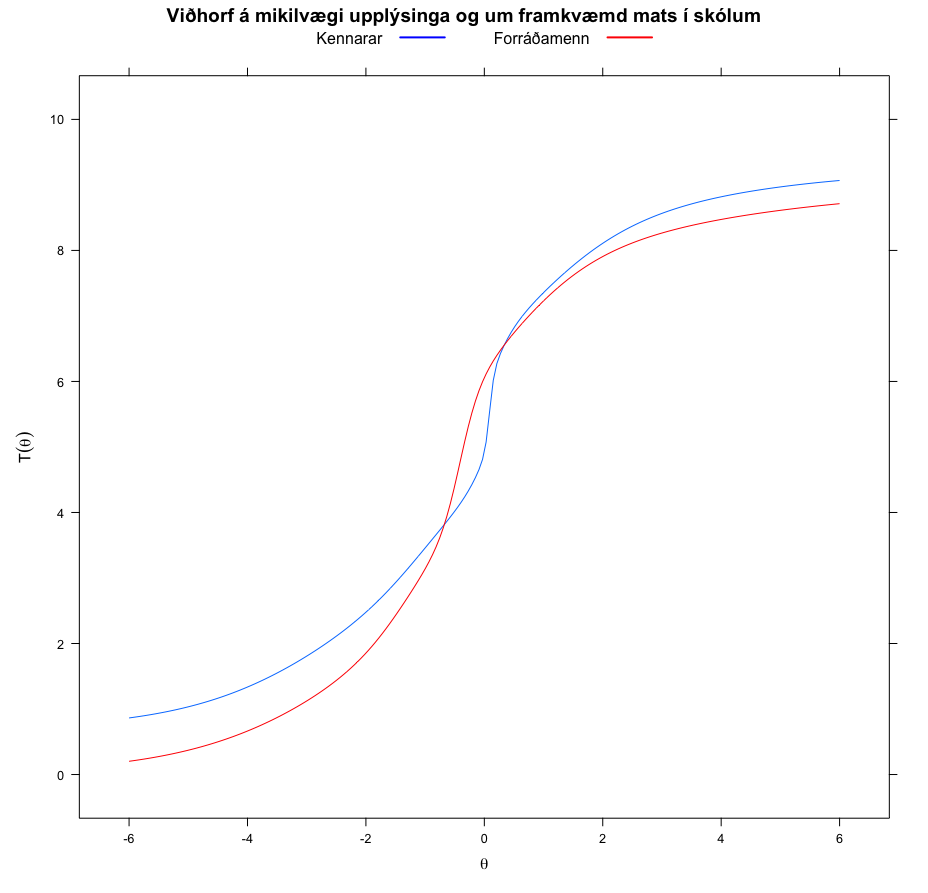 Viðhorf á mikilvægi upplýsinga og um framkvæmd mats í skólum
Kennarar Forráðamenn
10
8
6
4
2
0
T(θ)
-6 -4 -2 0 2 4 6
θ